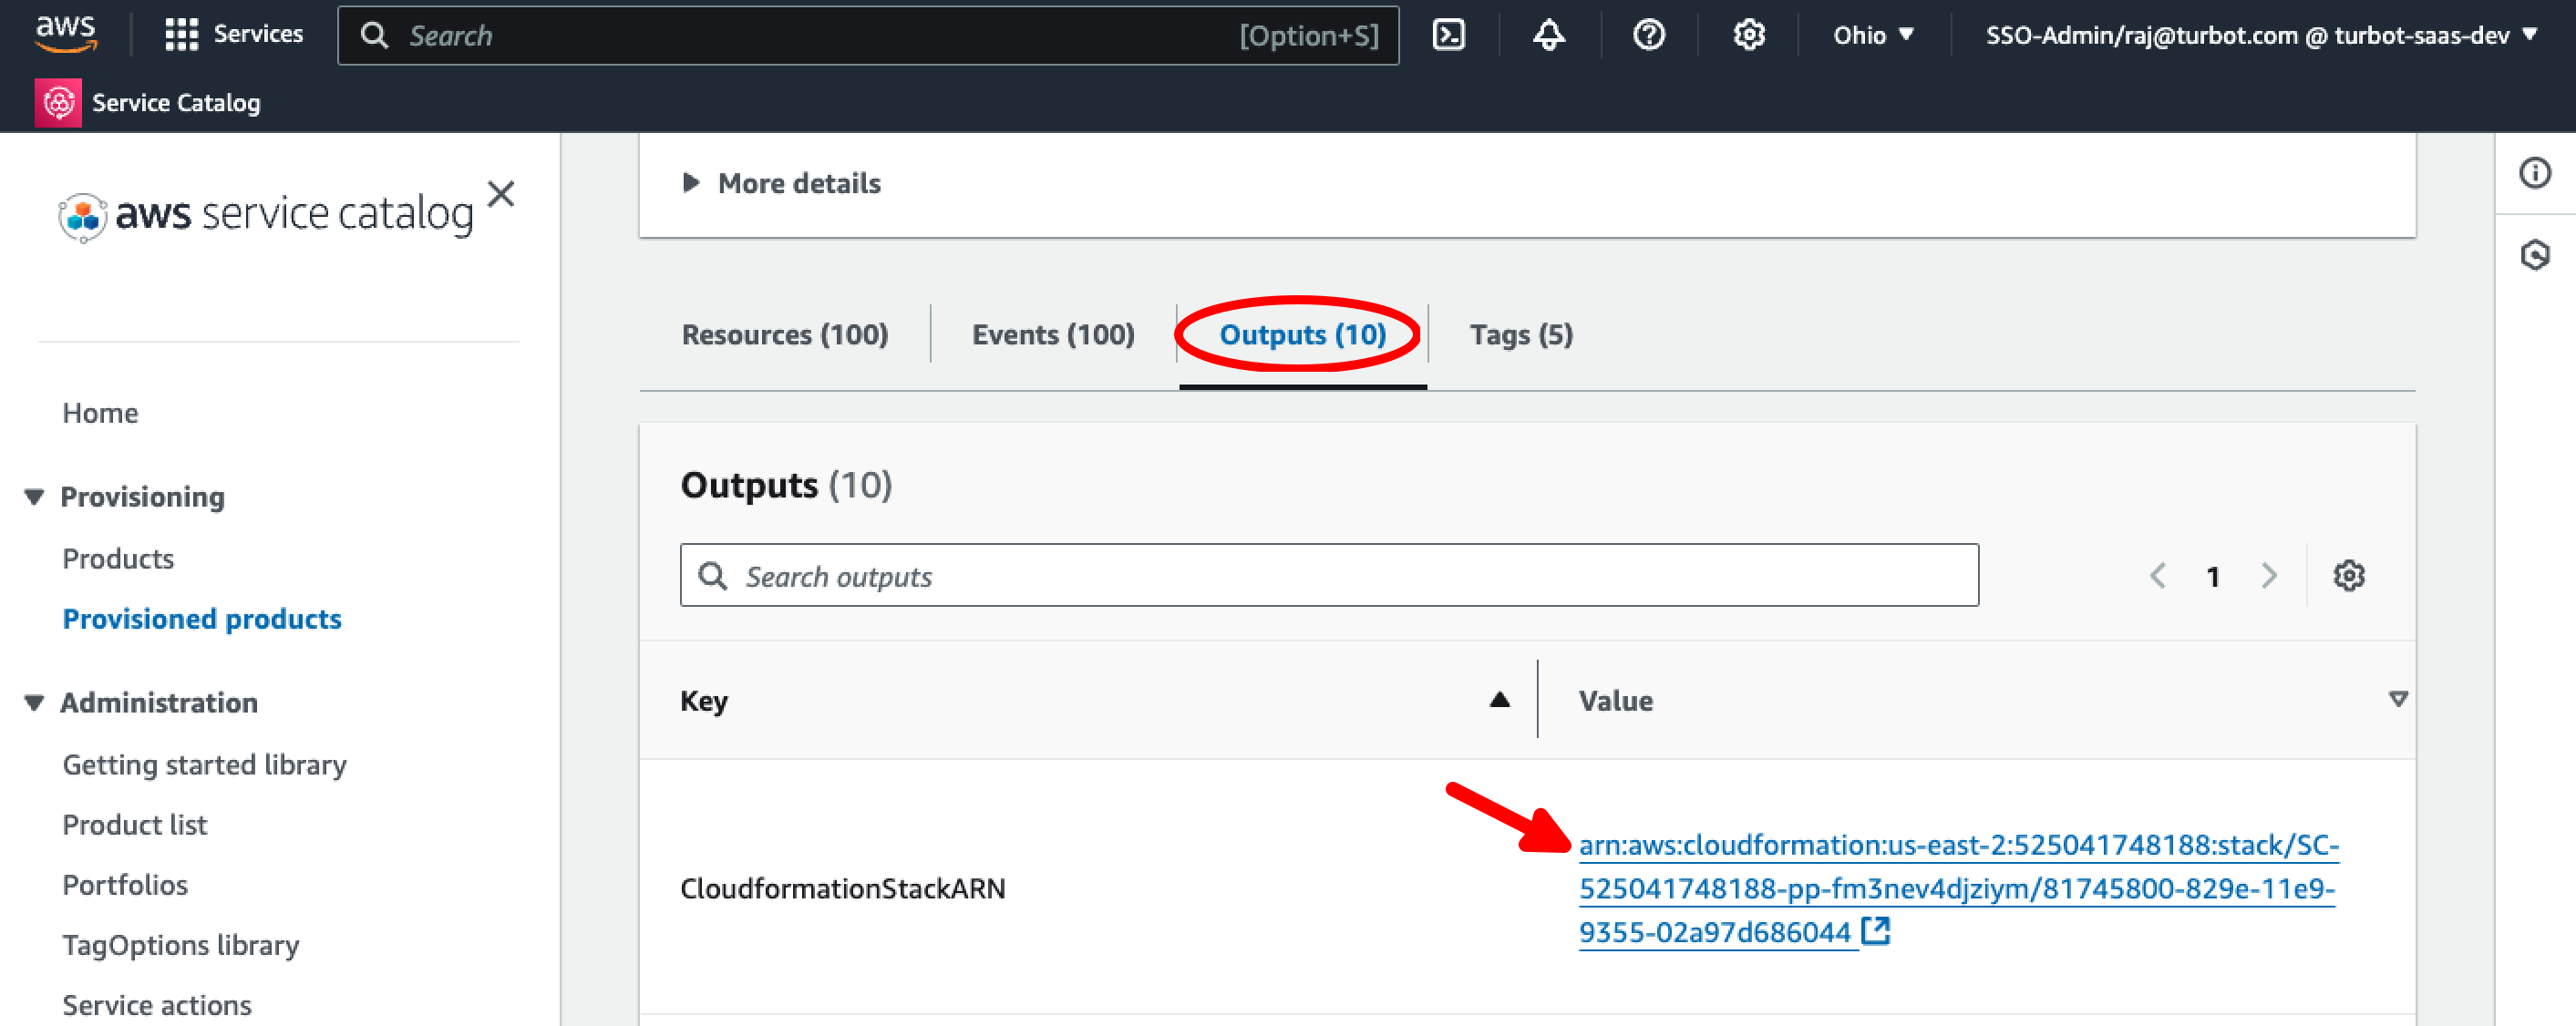 aws
Services
Search
[Option+S]
Ohio
SSO-Admin/raj@turbot.com @ turbot-saas-dev
Service Catalog
aws service catalog
Home
Provisioning
Products
Provisioned products
Administration
Getting started library
Product list
Portfolios
TagOptions library
Service actions
More details
Resources (100)
Events (100)
Outputs (10)
Tags (5)
Outputs (10)
Search outputs
1
Key
Value
CloudformationStackARN
arn:aws:cloudformation:us-east-2:525041748188:stack/SC-
525041748188-pp-fm3nev4djziym/81745800-829e-11e9-
9355-02a97d686044